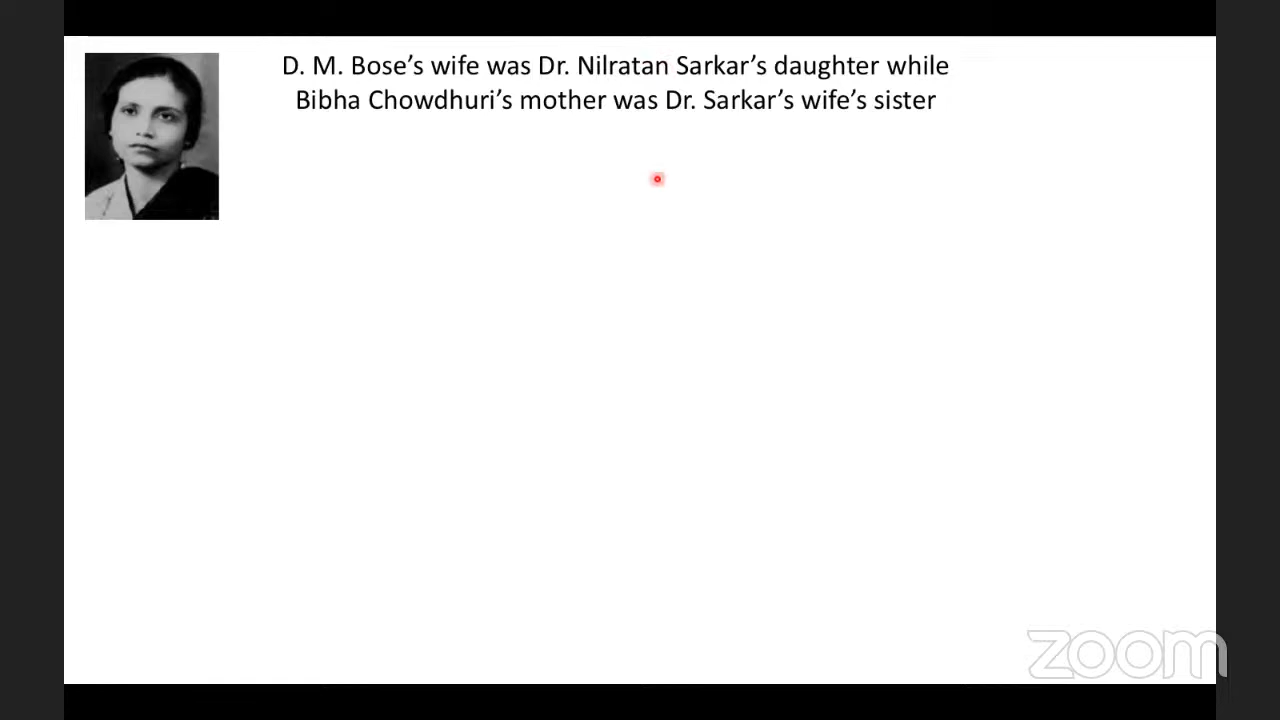 D. M. Bose’s wife was Dr. Nilratan Sarkar’s daughter while
Bibha Chowdhuri’s mother was Dr. Sarkar’s wife’s sister
zoom